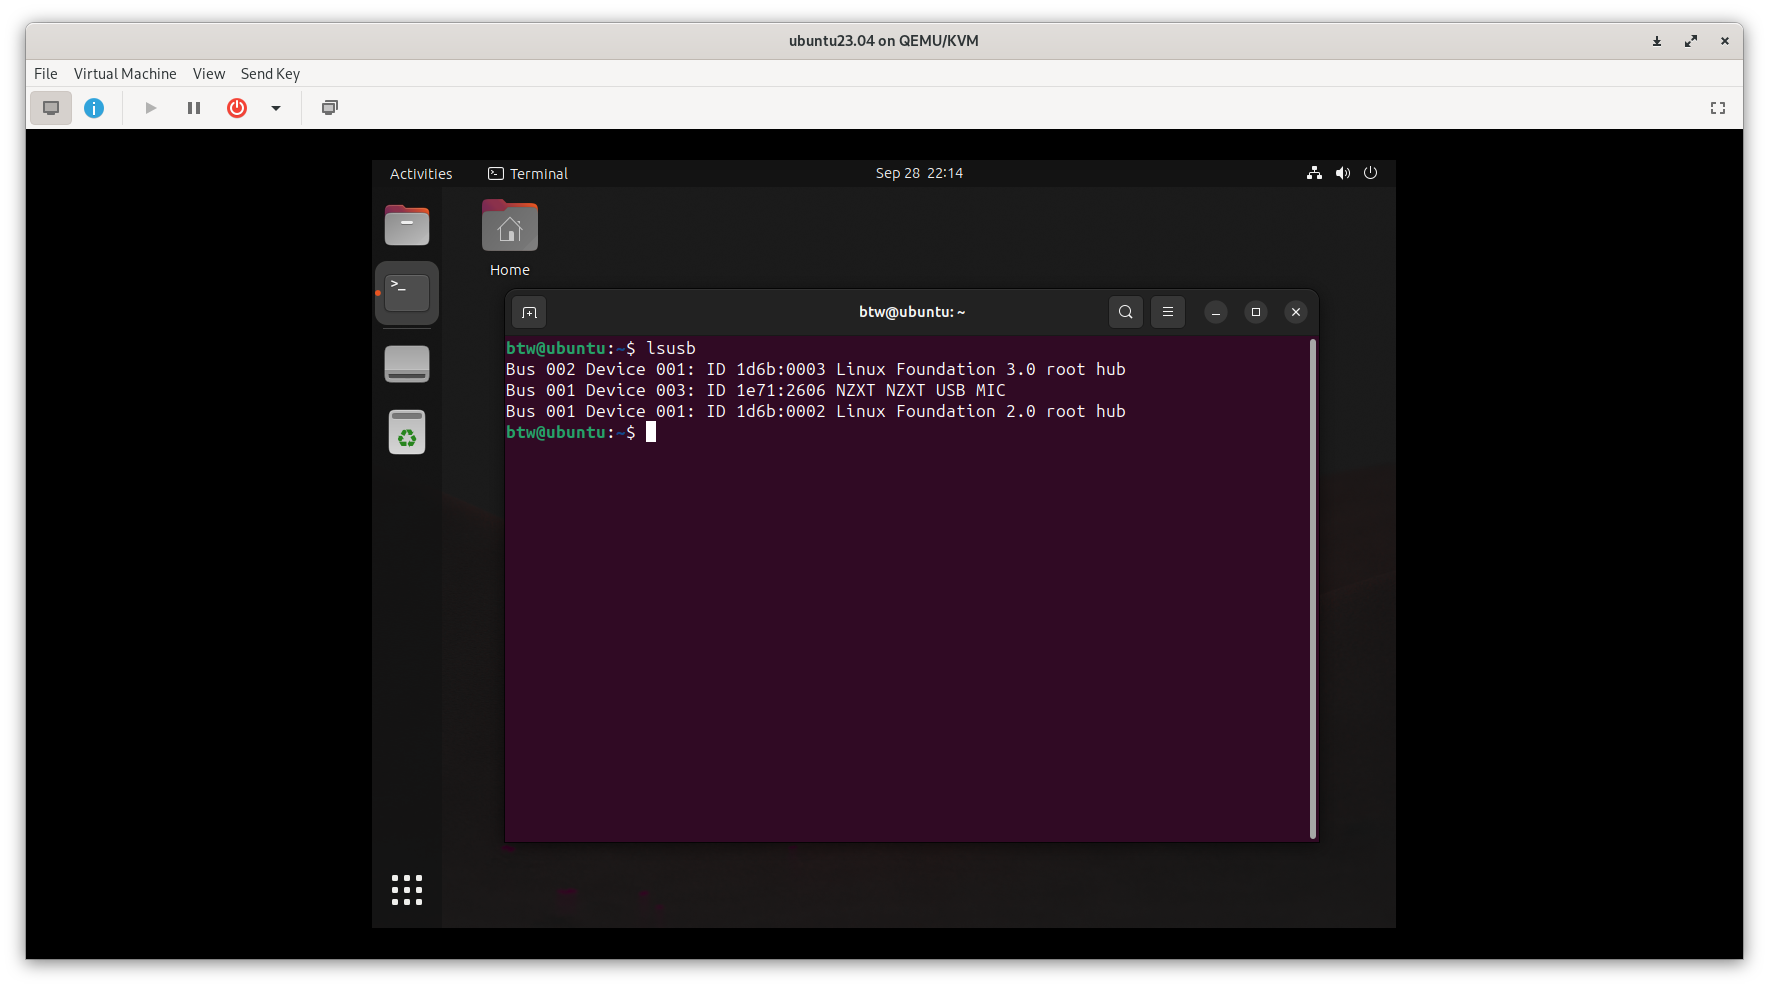 ubuntu23.04 on QEMU/KVM
File Virtual Machine View Send Key
Activities Terminal Sep 28 22:14
Home
btw@ubuntu: ~
btw@ubuntu:~$ lsusb
Bus 002 Device 001: ID 1d6b:0003 Linux Foundation 3.0 root hub
Bus 001 Device 003: ID 1e71:2606 NZXT NZXT USB MIC
Bus 001 Device 001: ID 1d6b:0002 Linux Foundation 2.0 root hub
btw@ubuntu:~$